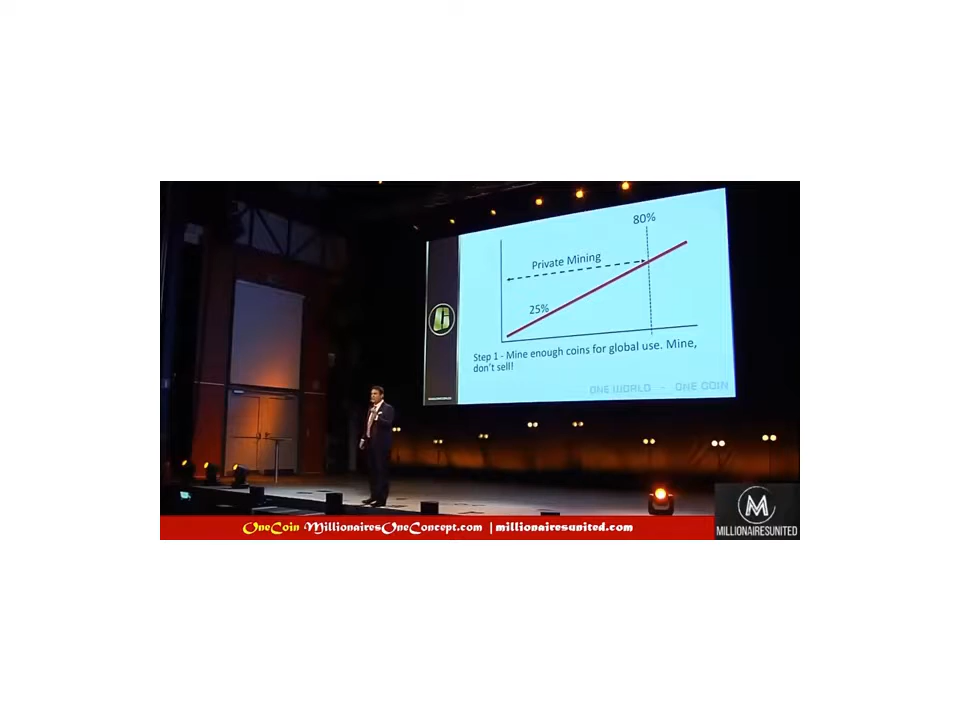 80%
Private Mining
25%
Step 1 - Mine enough coins for global use. Mine,
don't sell!
ONE WORLD - ONE COIN
OneCoin MillionairesOneConcept.com | millionairesunited.com
M
MILLIONAIRESUNITED